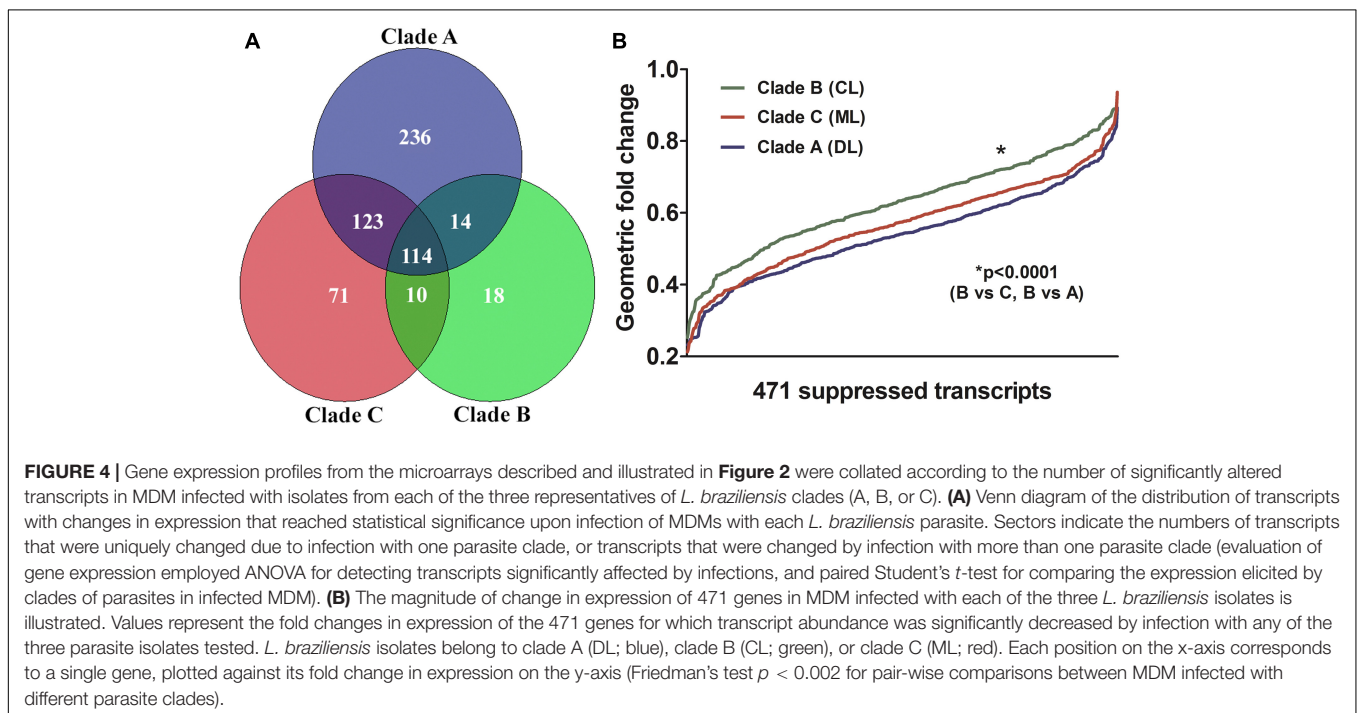 A
Clade A
236
123
14
114
71
10
18
Clade C
Clade B
B
1.0
0.8
0.6
0.4
0.2
Geometric fold change
Clade B (CL)
Clade C (ML)
Clade A (DL)
*
*p<0.0001
(B vs C, B vs A)
471 suppressed transcripts
FIGURE 4 | Gene expression profiles from the microarrays described and illustrated in Figure 2 were collated according to the number of significantly altered
transcripts in MDM infected with isolates from each of the three representatives of L. braziliensis clades (A, B, or C). (A) Venn diagram of the distribution of transcripts
with changes in expression that reached statistical significance upon infection of MDMs with each L. braziliensis parasite. Sectors indicate the numbers of transcripts
that were uniquely changed due to infection with one parasite clade, or transcripts that were changed by infection with more than one parasite clade (evaluation of
gene expression employed ANOVA for detecting transcripts significantly affected by infections, and paired Student's t-test for comparing the expression elicited by
clades of parasites in infected MDM). (B) The magnitude of change in expression of 471 genes in MDM infected with each of the three L. braziliensis isolates is
illustrated. Values represent the fold changes in expression of the 471 genes for which transcript abundance was significantly decreased by infection with any of the
three parasite isolates tested. L. braziliensis isolates belong to clade A (DL; blue), clade B (CL; green), or clade C (ML; red). Each position on the x-axis corresponds
to a single gene, plotted against its fold change in expression on the y-axis (Friedman's test p < 0.002 for pair-wise comparisons between MDM infected with
different parasite clades).